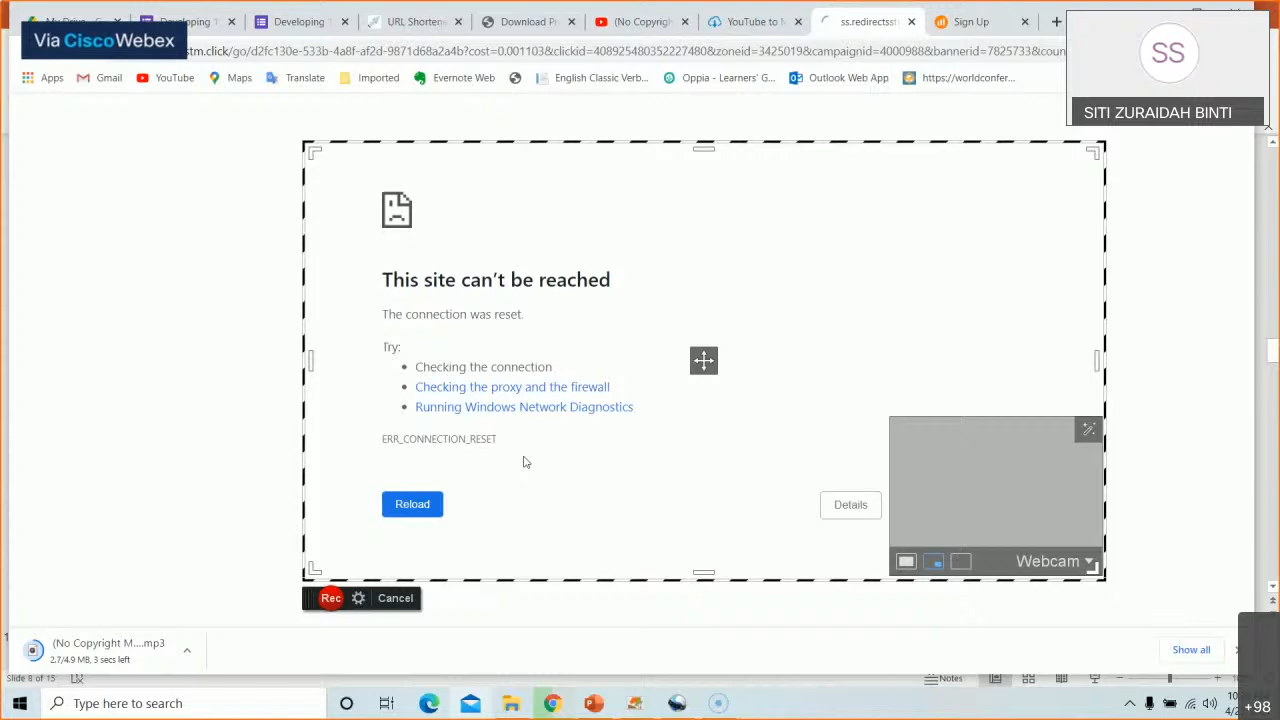 My Drive - G
Developing T
Developing T
URL Shorten
Download Pr
(No Copyrigh
YouTube to M
ss.redirectsst
Sign Up
Via CiscoWebex
stm.click/go/d2fc130e-533b-4a8f-af2d-9871d68a2a4b?cost=0.001103&clickid=408925480352227480&zoneid=3425019&campaignid=4000988&bannerid=7825733&coun
SS
Apps
Gmail
YouTube
Maps
Translate
Imported
Evernote Web
English Classic Verb...
Oppia - Learners' G...
Outlook Web App
https://worldconfer...
SITI ZURAIDAH BINTI
This site can't be reached
The connection was reset.
Try:
• Checking the connection
• Checking the proxy and the firewall
• Running Windows Network Diagnostics
ERR_CONNECTION_RESET
Reload
Details
Webcam
Rec
Cancel
(No Copyright M....mp3
2.7/4.9 MB, 3 secs left
Show all
Slide 8 of 15
Notes
Type here to search
+98